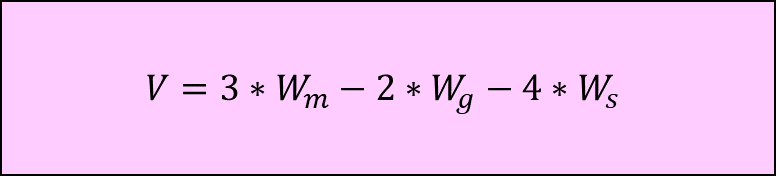 V = 3 * W_m − 2 * W_g − 4 * W_s